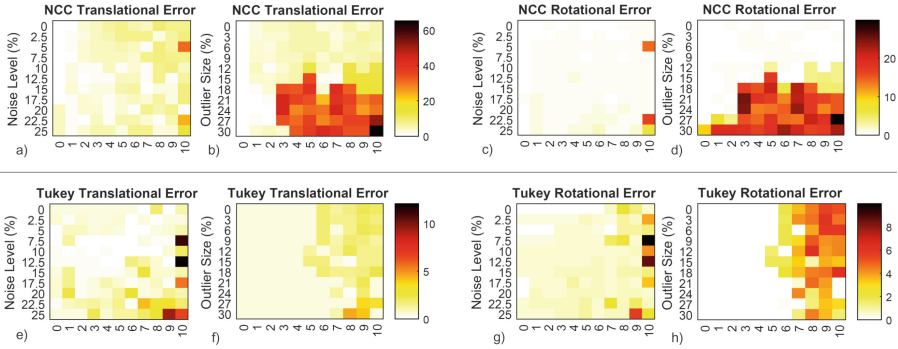 NCC Translational Error NCC Translational Error NCC Rotational Error NCC Rotational Error
Noise Level (%) Outlier Size (%) Noise Level (%) Outlier Size (%)
0 0 0 0
2.5 3 2.5 3
5 6 5 6
7.5 9 7.5 9
10 12 10 12
12.5 15 12.5 15
15 18 15 18
17.5 21 17.5 21
20 24 20 24
22.5 27 22.5 27
25 30 25 30
60 40 20 0
20 10 0
a) b) c) d)
0 1 2 3 4 5 6 7 8 9 10 0 1 2 3 4 5 6 7 8 9 10 0 1 2 3 4 5 6 7 8 9 10 0 1 2 3 4 5 6 7 8 9 10
Tukey Translational Error Tukey Translational Error Tukey Rotational Error Tukey Rotational Error
Noise Level (%) Outlier Size (%) Noise Level (%) Outlier Size (%)
0 0 0 0
2.5 3 2.5 3
5 6 5 6
7.5 9 7.5 9
10 12 10 12
12.5 15 12.5 15
15 18 15 18
17.5 21 17.5 21
20 24 20 24
22.5 27 22.5 27
25 30 25 30
10 5 0
8 6 4 2 0
e) f) g) h)
0 1 2 3 4 5 6 7 8 9 10 0 1 2 3 4 5 6 7 8 9 10 0 1 2 3 4 5 6 7 8 9 10 0 1 2 3 4 5 6 7 8 9 10